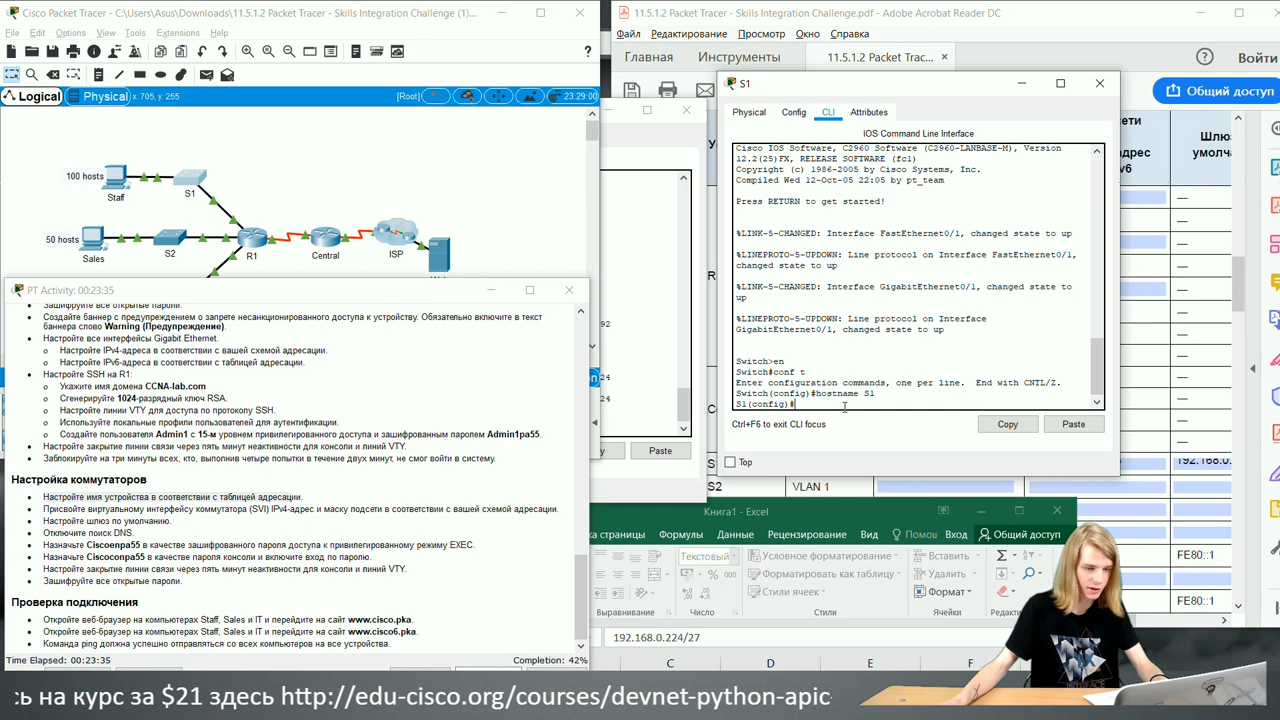 Cisco Packet Tracer - C:\Users\Asus\Downloads\11.5.1.2 Packet Tracer - Skills Integration Challenge (1)....
File Edit Options View Tools Extensions Help
Logical Physical x: 705, y: 255 [Root] 23:29:00
100 hosts
Staff
S1
50 hosts
Sales
S2
R1
Central
ISP
PT Activity: 00:23:35
Зашифруйте все открытые пароли.
Создайте баннер с предупреждением о запрете несанкционированного доступа к устройству. Обязательно включите в текст
баннера слово Warning (Предупреждение).
Настройте все интерфейсы Gigabit Ethernet.
Настройте IPv4-адреса в соответствии с вашей схемой адресации.
Настройте IPv6-адреса в соответствии с таблицей адресации.
Настройте SSH на R1:
Укажите имя домена CCNA-lab.com
Сгенерируйте 1024-разрядный ключ RSA.
Настройте линии VTY для доступа по протоколу SSH.
Используйте локальные профили пользователей для аутентификации.
Создайте пользователя Admin1 с 15-м уровнем привилегированного доступа и зашифрованным паролем Admin1pa55.
Настройте закрытие линии связи через пять минут неактивности для консоли и линий VTY.
Заблокируйте на три минуты всех, кто, выполнив четыре попытки в течение двух минут, не смог войти в систему.
Настройка коммутаторов
Настройте имя устройства в соответствии с таблицей адресации.
Присвойте виртуальному интерфейсу коммутатора (SVI) IPv4-адрес и маску подсети в соответствии с вашей схемой адресации.
Настройте шлюз по умолчанию.
Отключите поиск DNS.
Назначьте Ciscoenpa55 в качестве зашифрованного пароля доступа к привилегированному режиму EXEC.
Назначьте Ciscoconpa55 в качестве пароля консоли и включите вход по паролю.
Настройте закрытие линии связи через пять минут неактивности для консоли и линий VTY.
Зашифруйте все открытые пароли.
Проверка подключения
Откройте веб-браузер на компьютерах Staff, Sales и IT и перейдите на сайт www.cisco.pka.
Откройте веб-браузер на компьютерах Staff, Sales и IT и перейдите на сайт www.cisco6.pka.
Команда ping должна успешно отправляться со всех компьютеров на все устройства.
Time Elapsed: 00:23:35 Completion: 42%
92
24
24
Paste
11.5.1.2 Packet Tracer - Skills Integration Challenge.pdf - Adobe Acrobat Reader DC
Файл Редактирование Просмотр Окно Справка
Главная Инструменты 11.5.1.2 Packet Trac... Войти
Общий доступ
S1
Physical Config CLI Attributes
IOS Command Line Interface
Cisco IOS Software, C2960 Software (C2960-LANBASE-M), Version
12.2(25)FX, RELEASE SOFTWARE (fc1)
Copyright (c) 1986-2005 by Cisco Systems, Inc.
Compiled Wed 12-Oct-05 22:05 by pt_team
Press RETURN to get started!
%LINK-5-CHANGED: Interface FastEthernet0/1, changed state to up
%LINEPROTO-5-UPDOWN: Line protocol on Interface FastEthernet0/1,
changed state to up
%LINK-5-CHANGED: Interface GigabitEthernet0/1, changed state to
up
%LINEPROTO-5-UPDOWN: Line protocol on Interface
GigabitEthernet0/1, changed state to up
Switch>en
Switch#conf t
Enter configuration commands, one per line. End with CNTL/Z.
Switch(config)#hostname S1
S1(config)#
Ctrl+F6 to exit CLI focus Copy Paste
Top
S2 VLAN 1
192.168.0.
FE80::1
FE80::1
Книга1 - Excel
Формулы Данные Рецензирование Вид Помощ Вход Общий доступ
Текстовый Условное форматирование Вставить
Форматировать как таблицу Удалить
Стили ячеек Формат
Выравнивание Число Стили Ячейки
192.168.0.224/27
C D E F
сь на курс за $21 здесь http://edu-cisco.org/courses/devnet-python-apic-